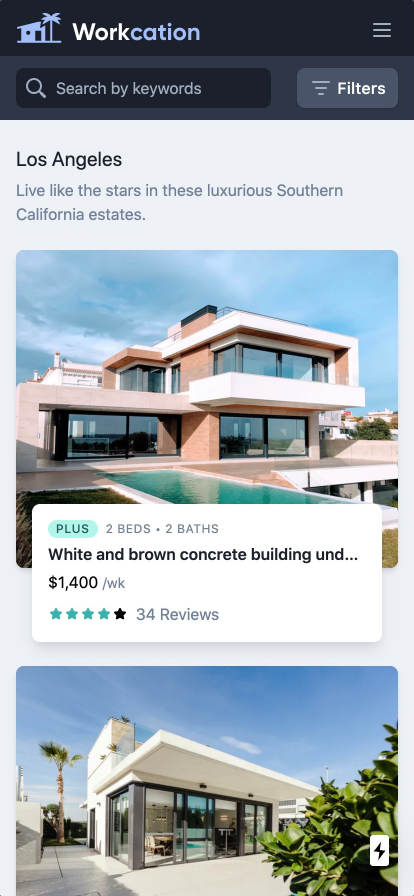 Workcation
Search by keywords
Filters
Los Angeles
Live like the stars in these luxurious Southern
California estates.
PLUS 2 BEDS • 2 BATHS
White and brown concrete building und...
$1,400 /wk
34 Reviews